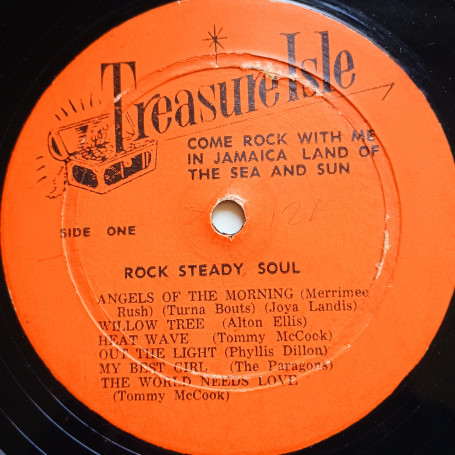 Treasure Isle
COME ROCK WITH ME
IN JAMAICA LAND OF
THE SEA AND SUN
SIDE ONE
128
ROCK STEADY SOUL
ANGELS OF THE MORNING (Merrimee
Rush) (Turna Bouts) (Joya Landis)
WILLOW TREE (Alton Ellis)
HEAT WAVE (Tommy McCook)
OUT THE LIGHT (Phyllis Dillon)
MY BEST GIRL (The Paragons)
THE WORLD NEEDS LOVE
(Tommy McCook)